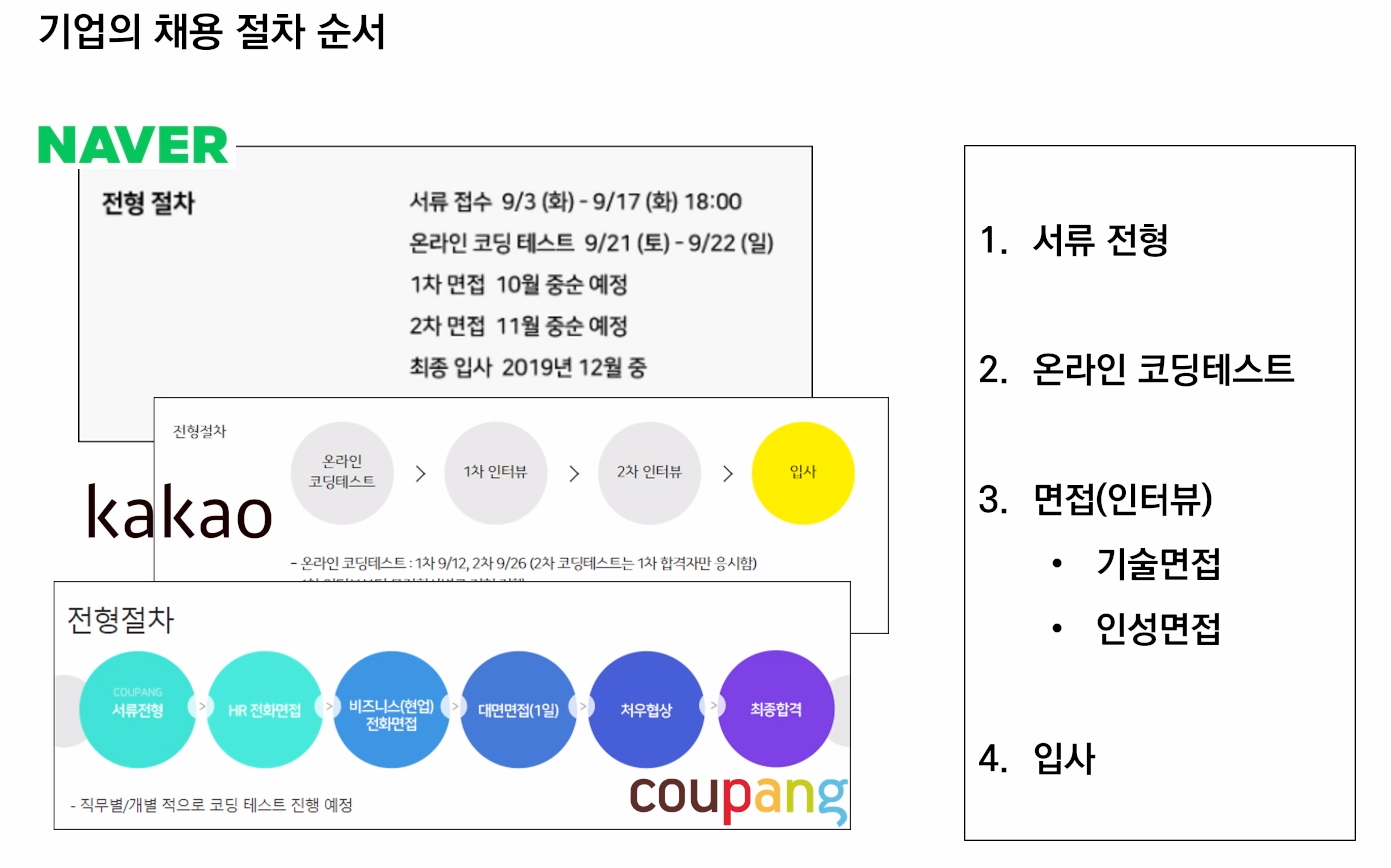 기업의 채용 절차 순서
NAVER
전형 절차
서류 접수 9/3 (화) - 9/17 (화) 18:00
온라인 코딩 테스트 9/21 (토) - 9/22 (일)
1차 면접 10월 중순 예정
2차 면접 11월 중순 예정
최종 입사 2019년 12월 중
kakao
전형절차
온라인
코딩테스트
>
1차 인터뷰
>
2차 인터뷰
>
입사
- 온라인 코딩테스트 : 1차 9/12, 2차 9/26 (2차 코딩테스트는 1차 합격자만 응시함)
전형절차
COUPANG
서류전형
>
HR 전화면접
>
비즈니스(현업)
전화면접
>
대면면접(1일)
>
처우협상
>
최종합격
- 직무별/개별 적으로 코딩 테스트 진행 예정
coupang
1. 서류 전형
2. 온라인 코딩테스트
3. 면접(인터뷰)
• 기술면접
• 인성면접
4. 입사